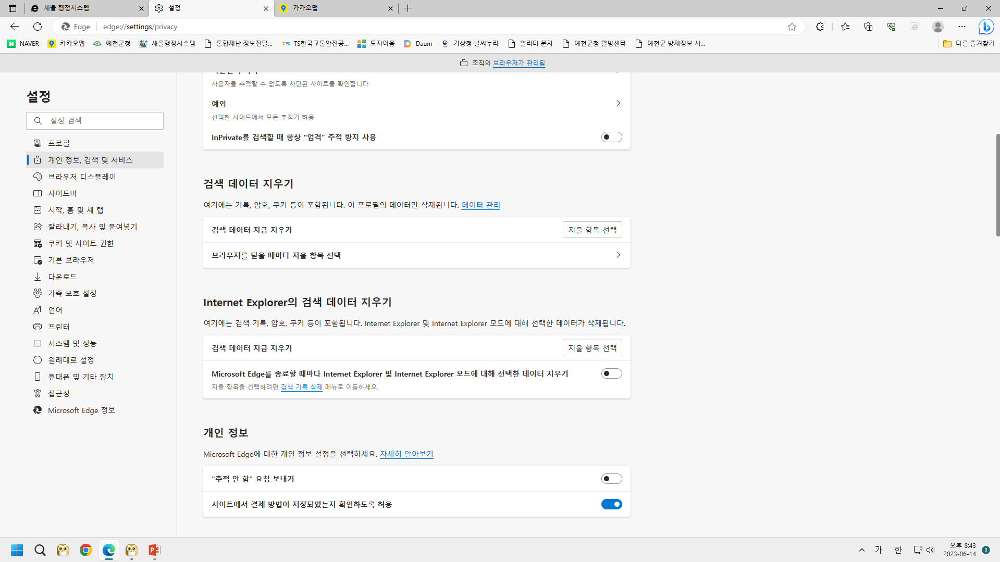 새올 행정시스템
설정
카카오맵
Edge
edge://settings/privacy
NAVER
카카오맵
예천군청
새올행정시스템
통합재난 정보전달...
TS한국교통안전공...
토지이음
Daum
기상청 날씨누리
알리미 문자
예천군청 웰빙센터
예천군 방재정보 시...
다른 즐겨찾기
조직의 브라우저가 관리됨
설정
설정 검색
프로필
개인 정보, 검색 및 서비스
브라우저 디스플레이
사이드바
시작, 홈 및 새 탭
잘라내기, 복사 및 붙여넣기
쿠키 및 사이트 권한
기본 브라우저
다운로드
가족 보호 설정
언어
프린터
시스템 및 성능
원래대로 설정
휴대폰 및 기타 장치
접근성
Microsoft Edge 정보
사용자를 추적할 수 없도록 차단된 사이트를 확인합니다
예외
선택한 사이트에서 모든 추적기 허용
InPrivate를 검색할 때 항상 "엄격" 추적 방지 사용
검색 데이터 지우기
여기에는 기록, 암호, 쿠키 등이 포함됩니다. 이 프로필의 데이터만 삭제됩니다. 데이터 관리
검색 데이터 지금 지우기
지울 항목 선택
브라우저를 닫을 때마다 지울 항목 선택
Internet Explorer의 검색 데이터 지우기
여기에는 검색 기록, 암호, 쿠키 등이 포함됩니다. Internet Explorer 및 Internet Explorer 모드에 대해 선택한 데이터가 삭제됩니다.
검색 데이터 지금 지우기
지울 항목 선택
Microsoft Edge를 종료할 때마다 Internet Explorer 및 Internet Explorer 모드에 대해 선택한 데이터 지우기
지울 항목을 선택하려면 검색 기록 삭제 메뉴로 이동하세요.
개인 정보
Microsoft Edge에 대한 개인 정보 설정을 선택하세요. 자세히 알아보기
"추적 안 함" 요청 보내기
사이트에서 결제 방법이 저장되었는지 확인하도록 허용
가
한
오후 8:43
2023-06-14
3